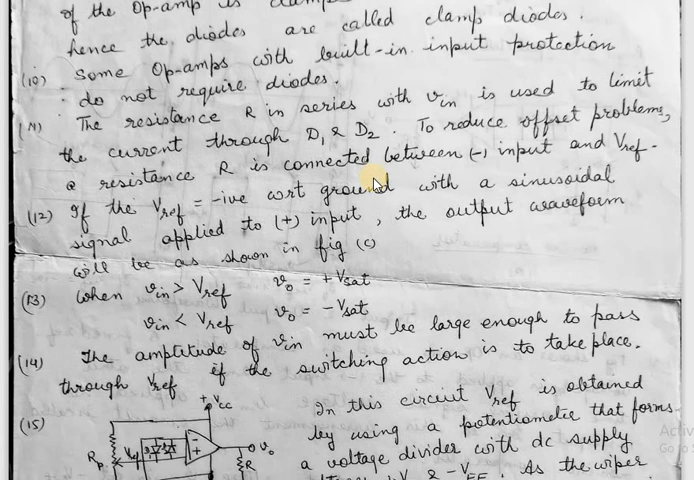 of the Op-amp is clamp
hence the diodes are called clamp diodes.
(10) Some Op-amps with built-in input protection
do not require diodes.
(11) The resistance R in series with vin is used to limit
the current through D1 & D2. To reduce offset problems,
a resistance R is connected between (-) input and Vref.
(12) If the Vref = -ive wrt ground with a sinusoidal
signal applied to (+) input, the output waveform
will be as shown in fig (c)
(13) when vin > Vref vo = +Vsat
vin < Vref vo = -Vsat
(14) The amplitude of vin must be large enough to pass
through Vref if the switching action is to take place.
(15) In this circuit Vref is obtained
by using a potentiometer that forms
a voltage divider with dc supply
& -VEE. As the wiper
+VCC
Rp
Vref
+
vo
R